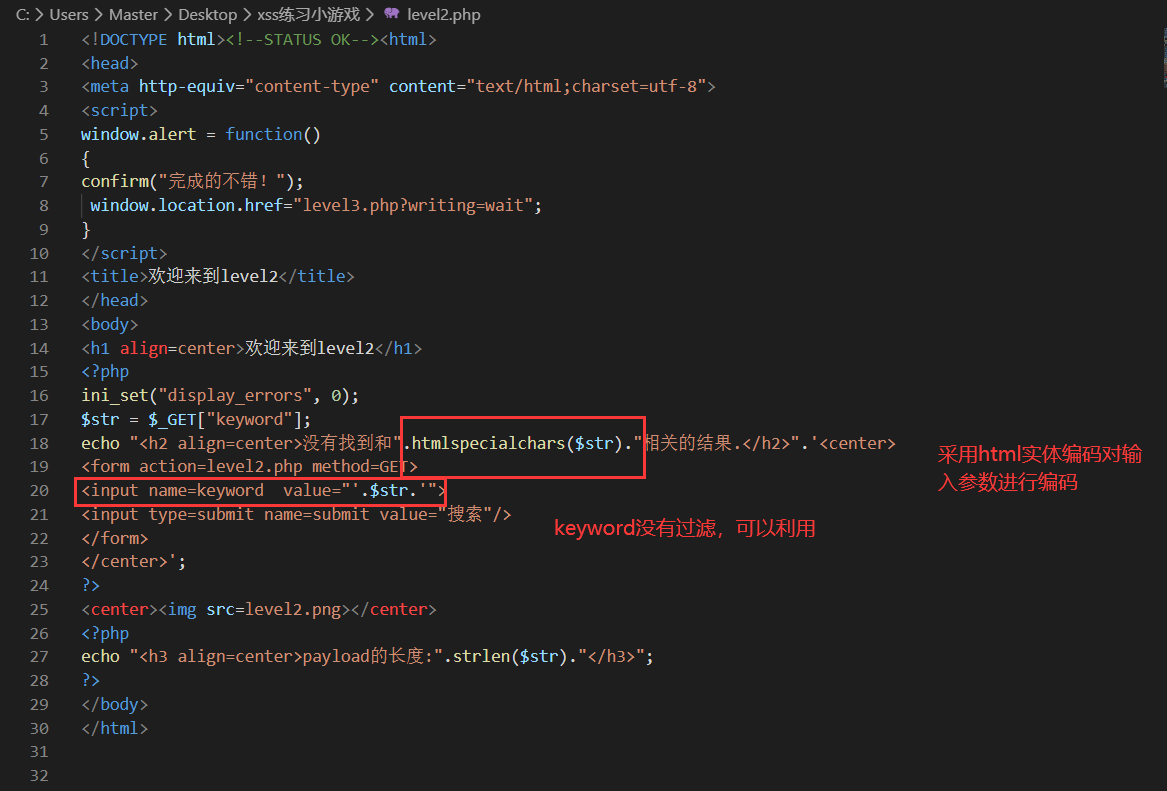 C: > Users > Master > Desktop > xss练习小游戏 > level2.php
1 <!DOCTYPE html><!--STATUS OK--><html>
2 <head>
3 <meta http-equiv="content-type" content="text/html;charset=utf-8">
4 <script>
5 window.alert = function()
6 {
7 confirm("完成的不错！");
8  window.location.href="level3.php?writing=wait";
9 }
10 </script>
11 <title>欢迎来到level2</title>
12 </head>
13 <body>
14 <h1 align=center>欢迎来到level2</h1>
15 <?php
16 ini_set("display_errors", 0);
17 $str = $_GET["keyword"];
18 echo "<h2 align=center>没有找到和".htmlspecialchars($str)."相关的结果.</h2>".'<center>
19 <form action=level2.php method=GET>
20 <input name=keyword  value="'.$str.'">
21 <input type=submit name=submit value="搜索"/>
22 </form>
23 </center>';
24 ?>
25 <center><img src=level2.png></center>
26 <?php
27 echo "<h3 align=center>payload的长度:".strlen($str)."</h3>";
28 ?>
29 </body>
30 </html>
31
32
采用html实体编码对输
入参数进行编码
keyword没有过滤，可以利用